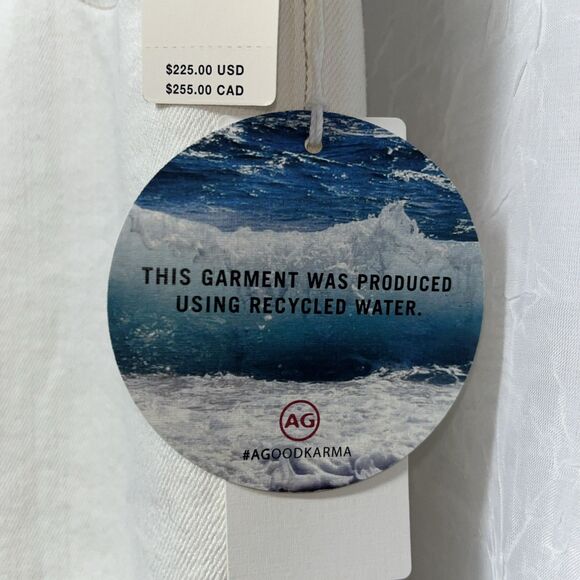 $225.00 USD
$255.00 CAD
THIS GARMENT WAS PRODUCED
USING RECYCLED WATER.
AG
#AGOODKARMA